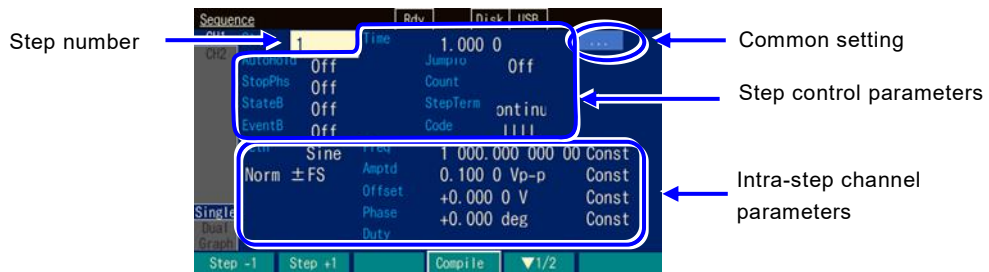 Sequence Rdy Disk USB
Step number
CH1 1 Time 1.000 0 ...
Common setting
CH2 AutoHold Off JumpTo Off
StopPhs Off Count
Step control parameters
StateB Off StepTerm ontinu
EventB Off Code
Sine Freq 1 000.000 000 00 Const
Norm ±FS Amptd 0.100 0 Vp-p Const
Offset +0.000 0 V Const
Intra-step channel
parameters
Single Phase +0.000 deg Const
Dual Duty
Graph
Step -1 Step +1 Compile ▼1/2